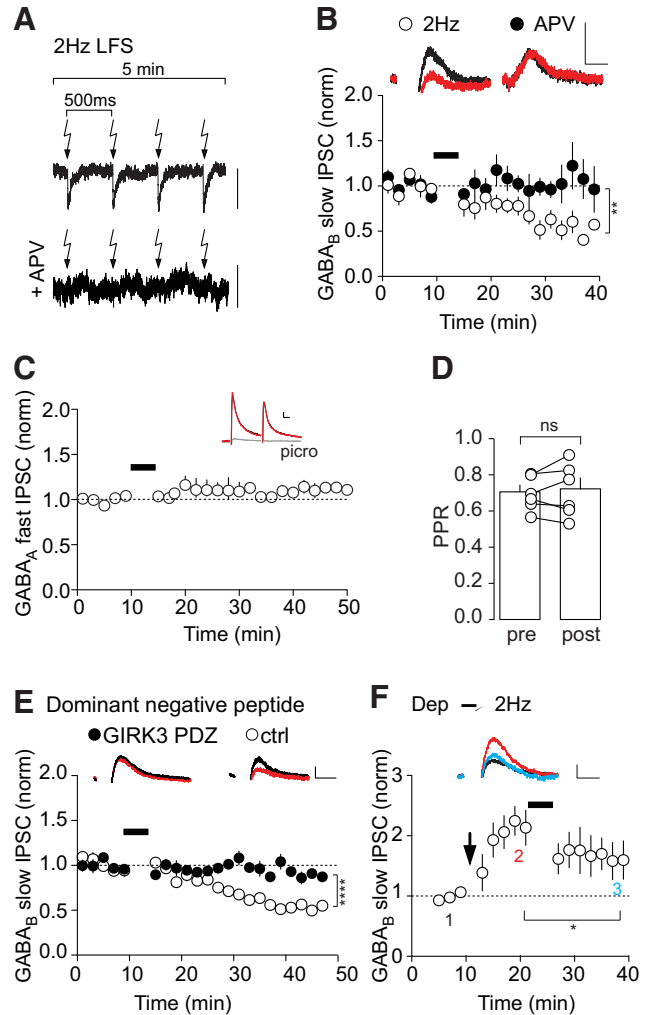 A
2Hz LFS
5 min
500ms
+ APV
B
2Hz
APV
GABAB slow IPSC (norm)
2.0
1.5
1.0
0.5
0.0
**
0
10
20
30
40
Time (min)
C
GABAA fast IPSC (norm)
2.0
1.5
1.0
0.5
0.0
picro
0
10
20
30
40
50
Time (min)
D
ns
PPR
1.0
0.8
0.6
0.4
0.2
0.0
pre
post
E
Dominant negative peptide
GIRK3 PDZ
ctrl
GABAB slow IPSC (norm)
2.0
1.5
1.0
0.5
0
****
0
10
20
30
40
50
Time (min)
F
Dep
2Hz
GABAB slow IPSC (norm)
3
2
1
0
1
2
3
*
0
10
20
30
40
Time (min)